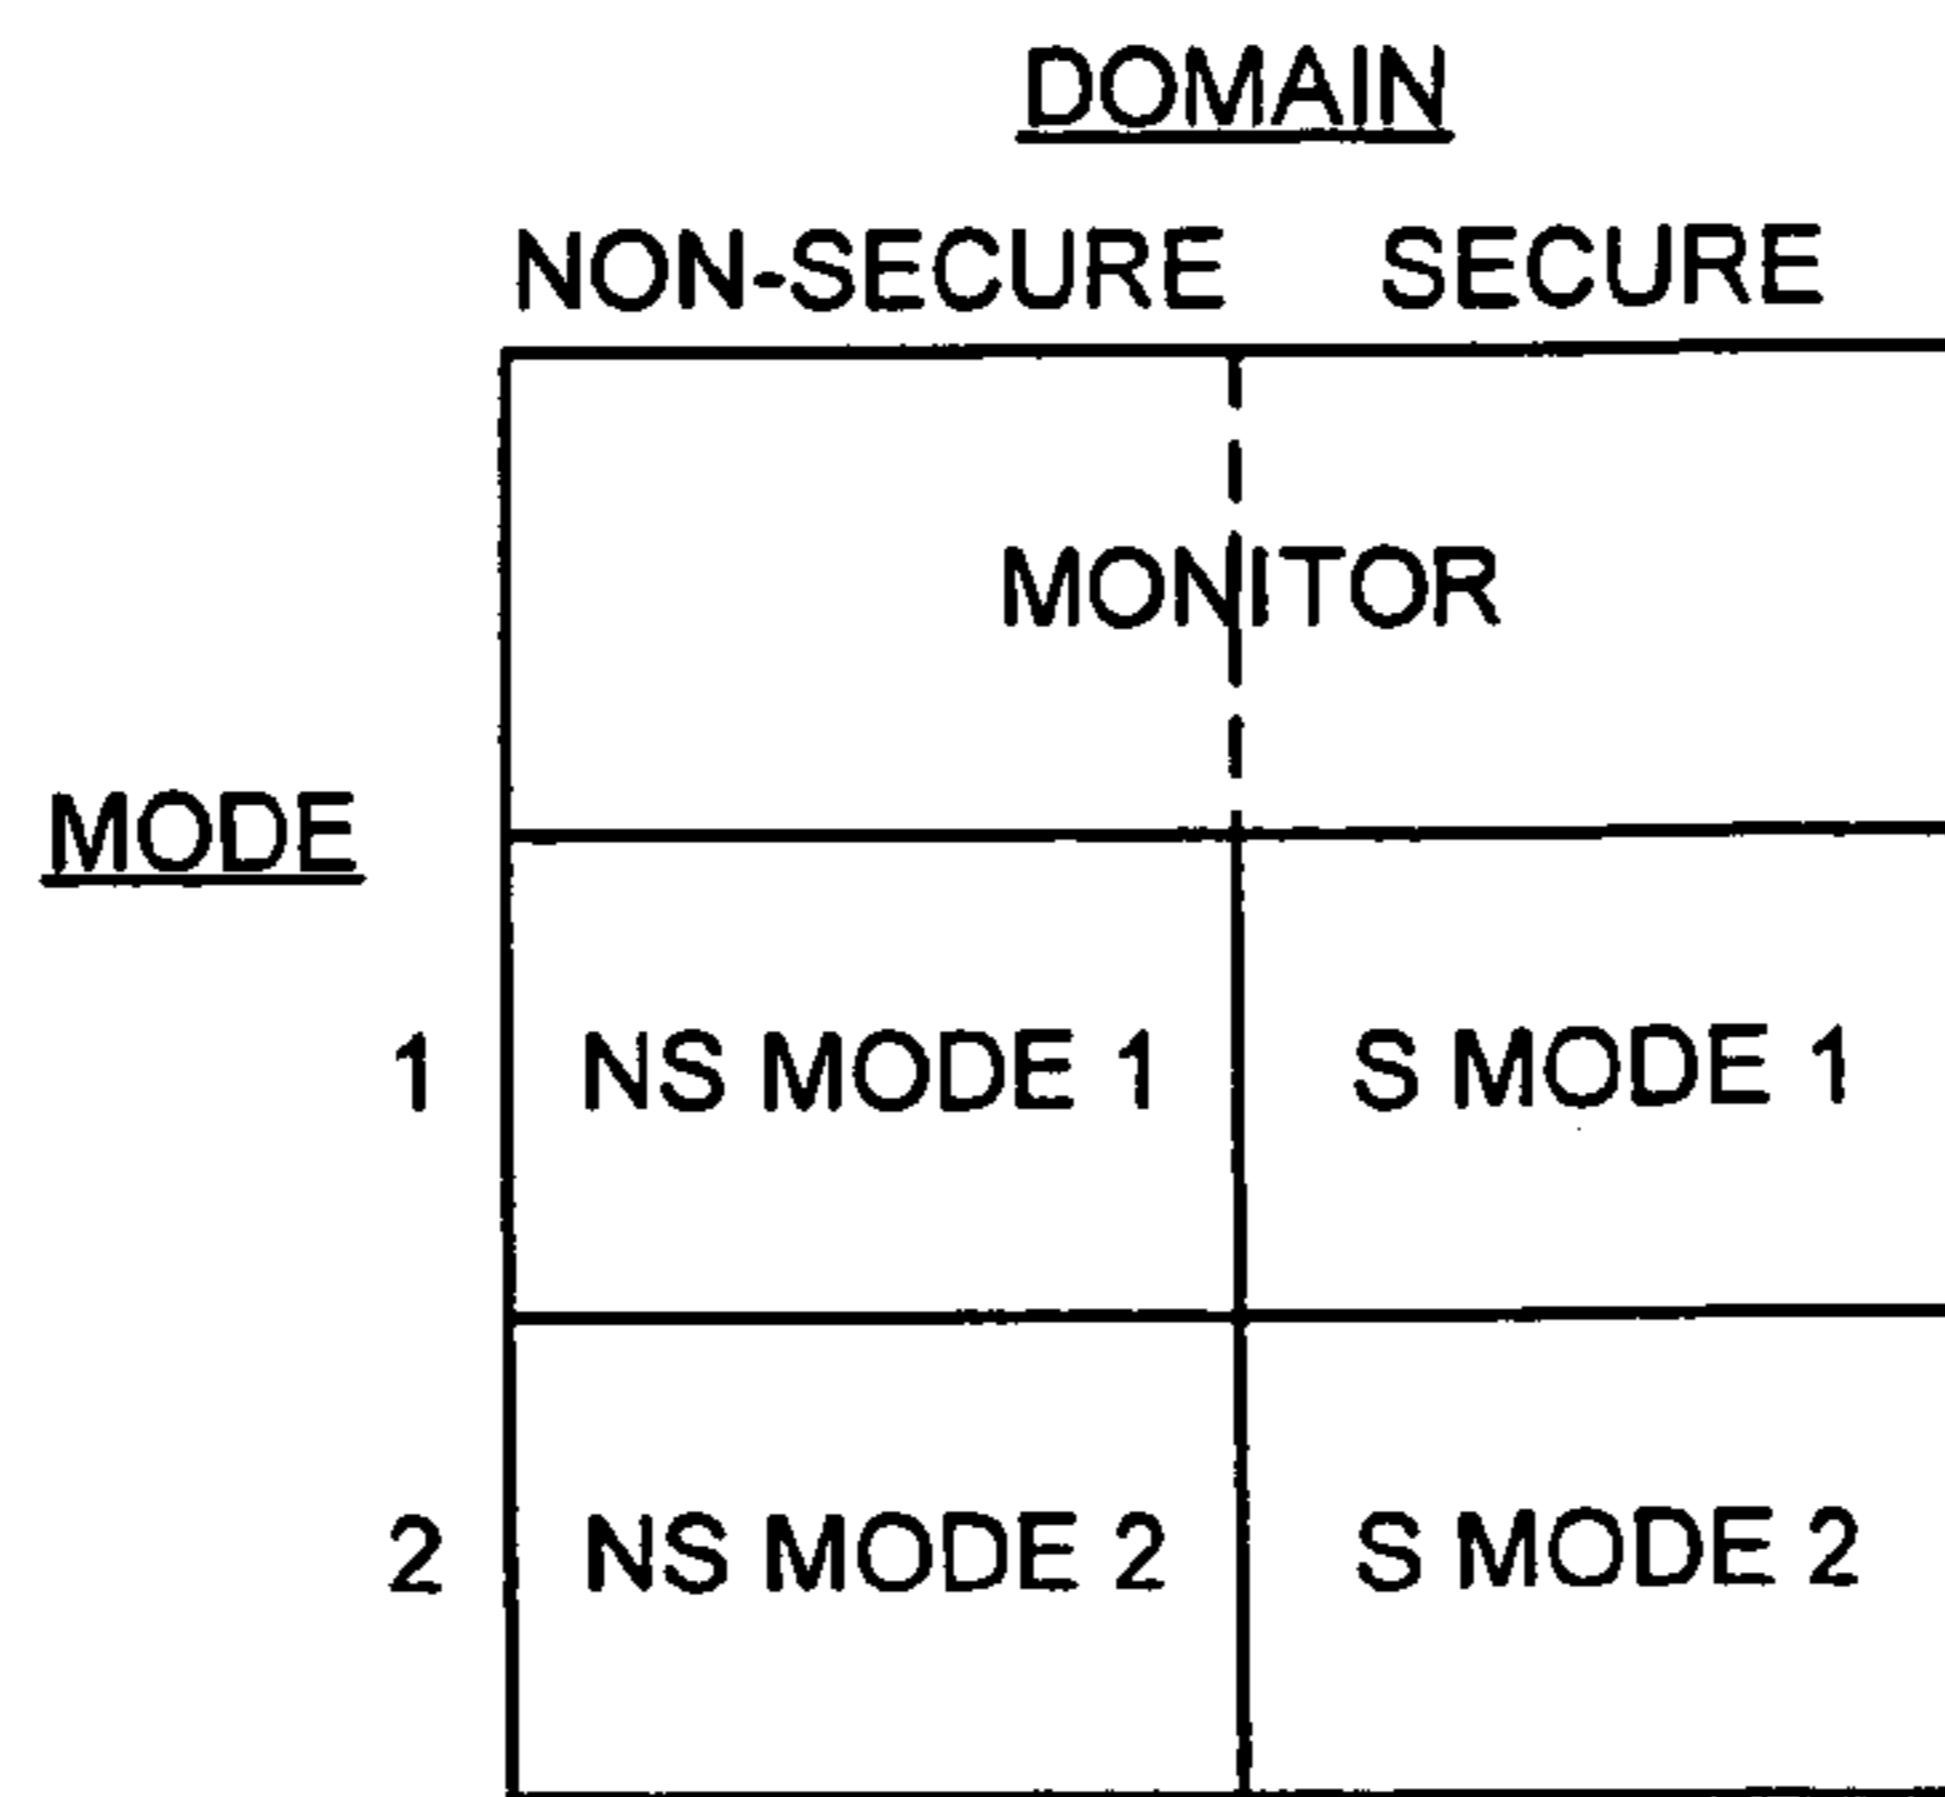 DOMAIN
NON-SECURE SECURE
MONITOR
MODE
1 NS MODE 1 S MODE 1
2 NS MODE 2 S MODE 2